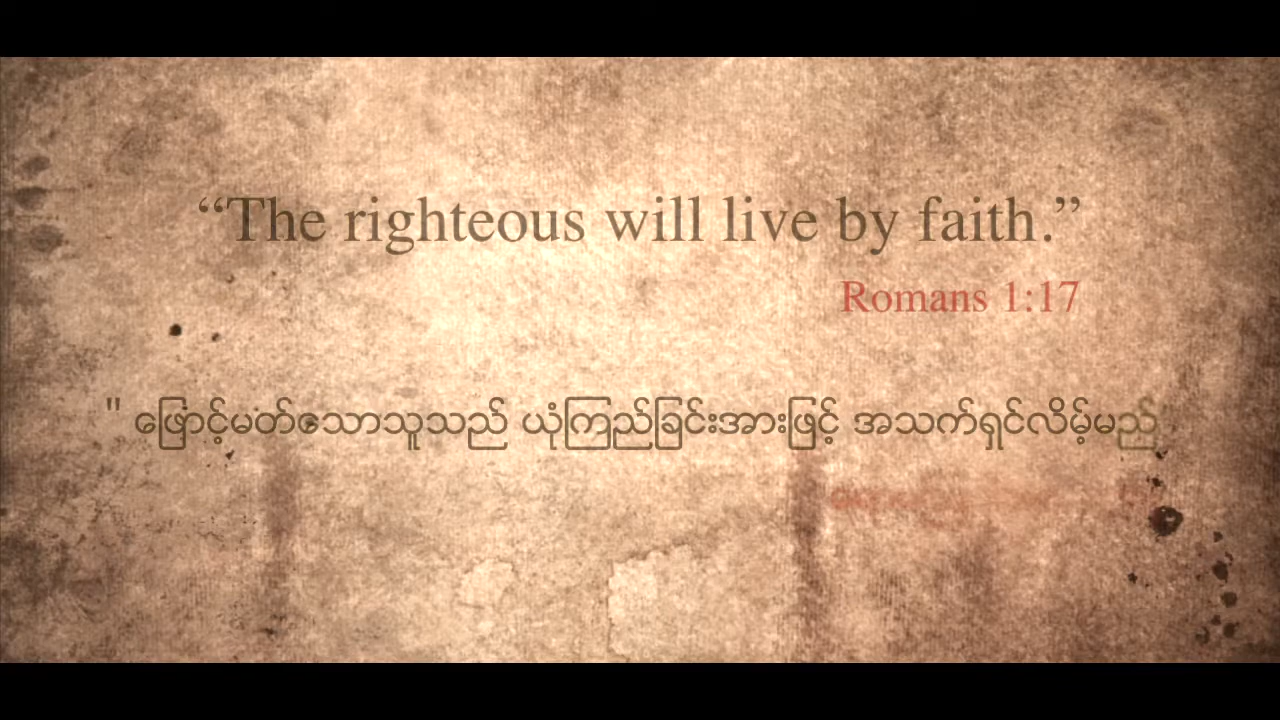 “The righteous will live by faith.”
Romans 1:17
" ဖြောင့်မတ်သောသူသည် ယုံကြည်ခြင်းအားဖြင့် အသက်ရှင်လိမ့်မည်